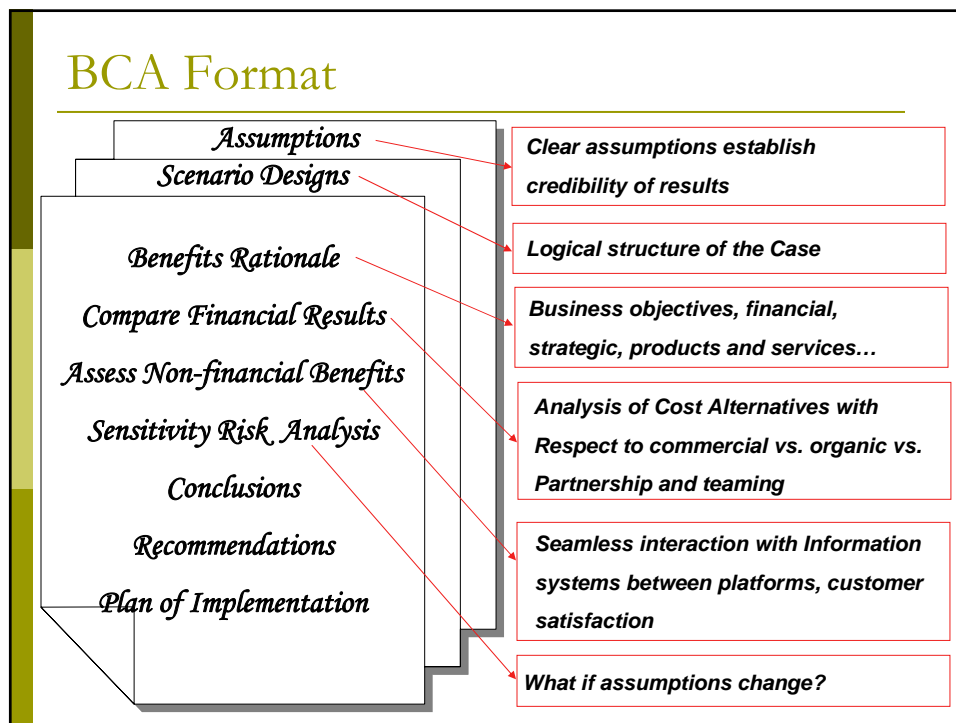 BCA Format
Assumptions
Scenario Designs
Benefits Rationale
Compare Financial Results
Assess Non-financial Benefits
Sensitivity Risk Analysis
Conclusions
Recommendations
Plan of Implementation
Clear assumptions establish
credibility of results
Logical structure of the Case
Business objectives, financial,
strategic, products and services…
Analysis of Cost Alternatives with
Respect to commercial vs. organic vs.
Partnership and teaming
Seamless interaction with Information
systems between platforms, customer
satisfaction
What if assumptions change?